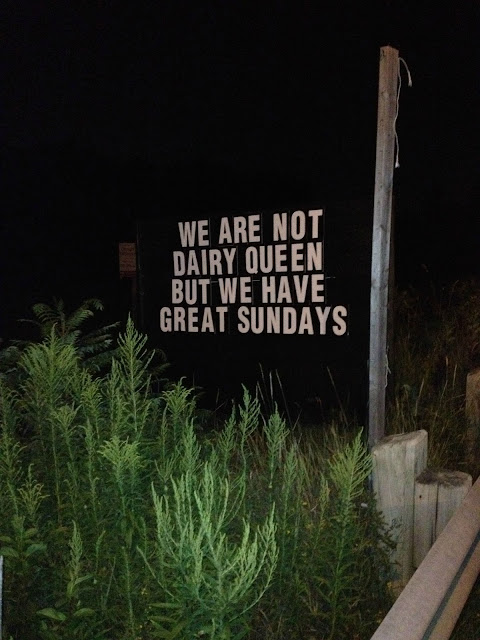 WE ARE NOT
DAIRY QUEEN
BUT WE HAVE
GREAT SUNDAYS